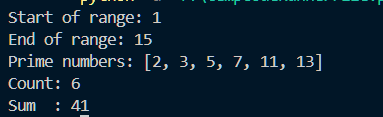 Start of range: 1
End of range: 15
Prime numbers: [2, 3, 5, 7, 11, 13]
Count: 6
Sum  : 41